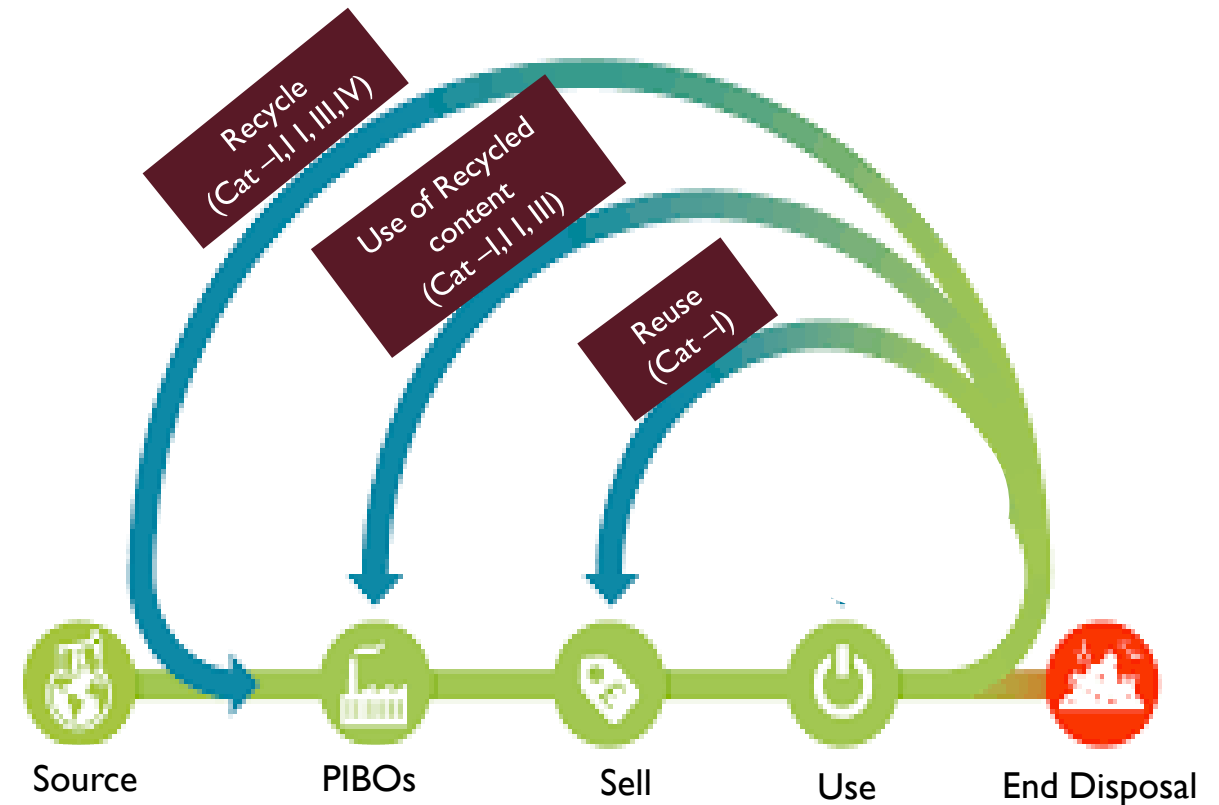 Recycle
(Cat –I,I I, III,IV)
Use of Recycled
content
(Cat –I,I I, III)
Reuse
(Cat –I)
Source
PIBOs
Sell
Use
End Disposal